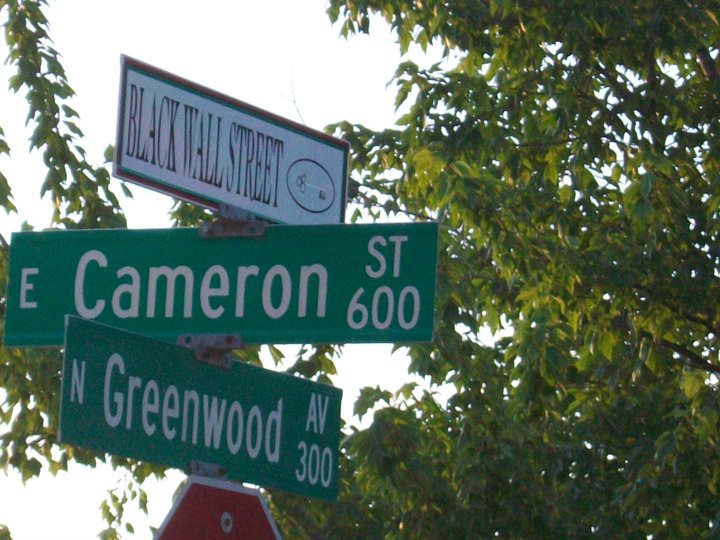 BLACK WALL STREET
E Cameron ST 600
N Greenwood AV 300